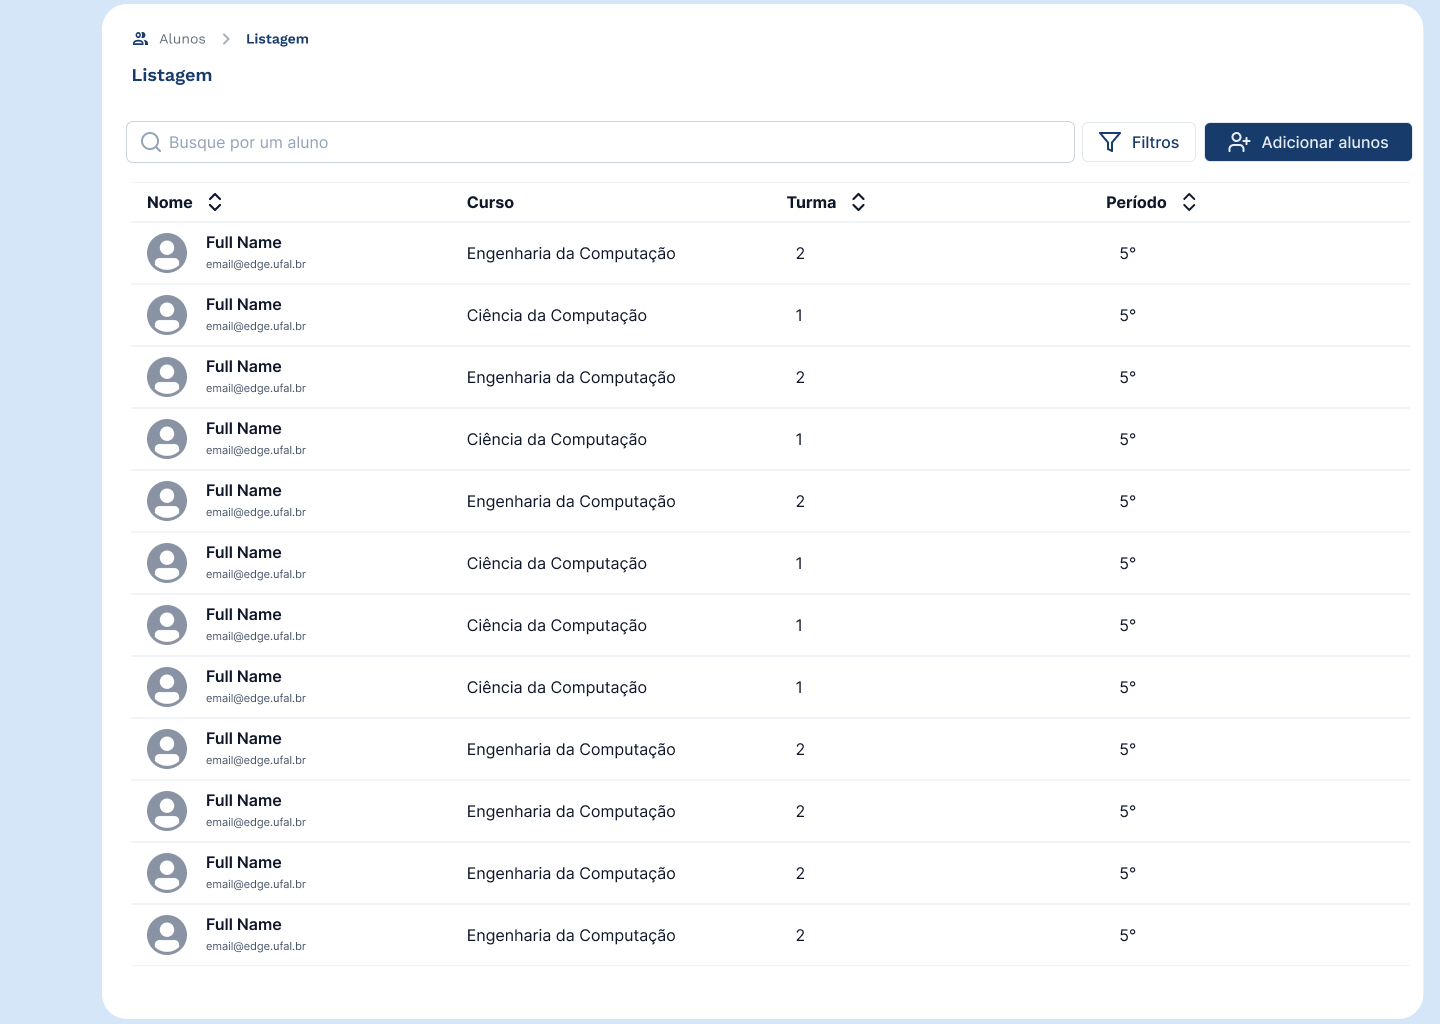 Alunos Listagem
Listagem
Busque por um aluno Filtros Adicionar alunos
Nome Curso Turma Período
Full Name
email@edge.ufal.br
Engenharia da Computação 2 5°
Full Name
email@edge.ufal.br
Ciência da Computação 1 5°
Full Name
email@edge.ufal.br
Engenharia da Computação 2 5°
Full Name
email@edge.ufal.br
Ciência da Computação 1 5°
Full Name
email@edge.ufal.br
Engenharia da Computação 2 5°
Full Name
email@edge.ufal.br
Ciência da Computação 1 5°
Full Name
email@edge.ufal.br
Ciência da Computação 1 5°
Full Name
email@edge.ufal.br
Ciência da Computação 1 5°
Full Name
email@edge.ufal.br
Engenharia da Computação 2 5°
Full Name
email@edge.ufal.br
Engenharia da Computação 2 5°
Full Name
email@edge.ufal.br
Engenharia da Computação 2 5°
Full Name
email@edge.ufal.br
Engenharia da Computação 2 5°